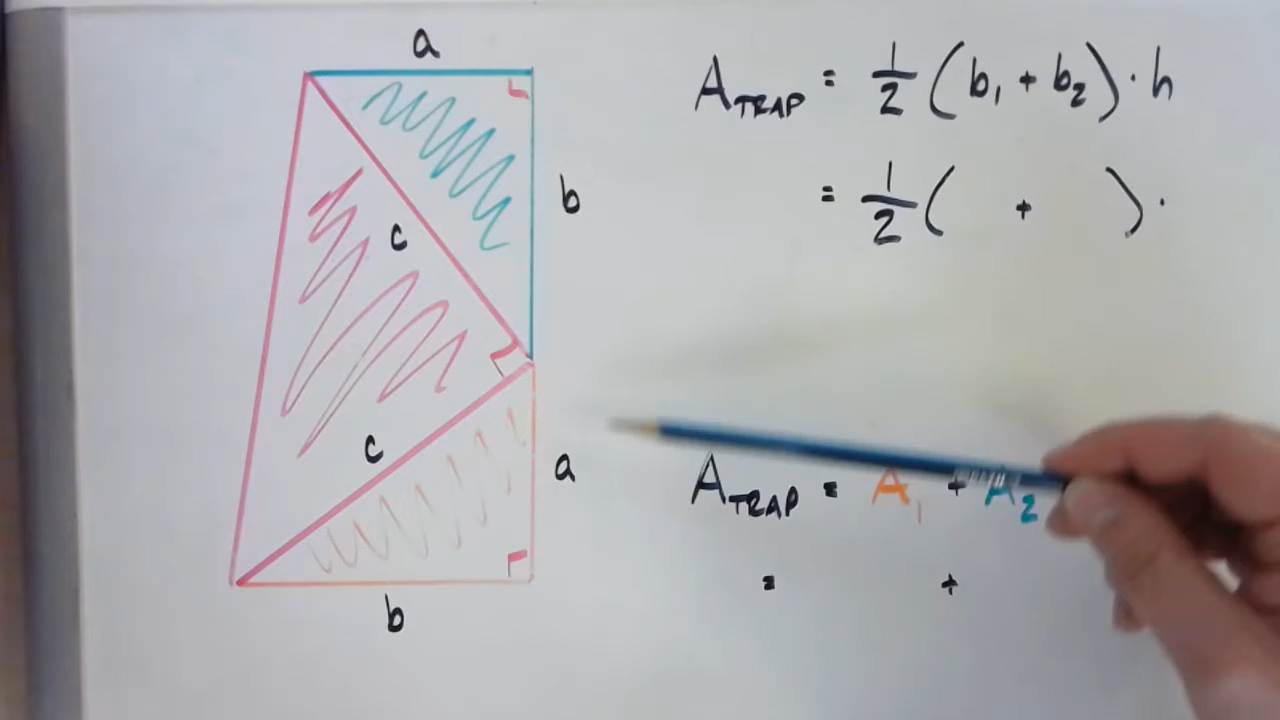 a
b
c
c
a
b
A_TRAP = 1/2 (b₁ + b₂) · h
= 1/2 ( + ) ·
A_TRAP = A₁ + A₂
= +